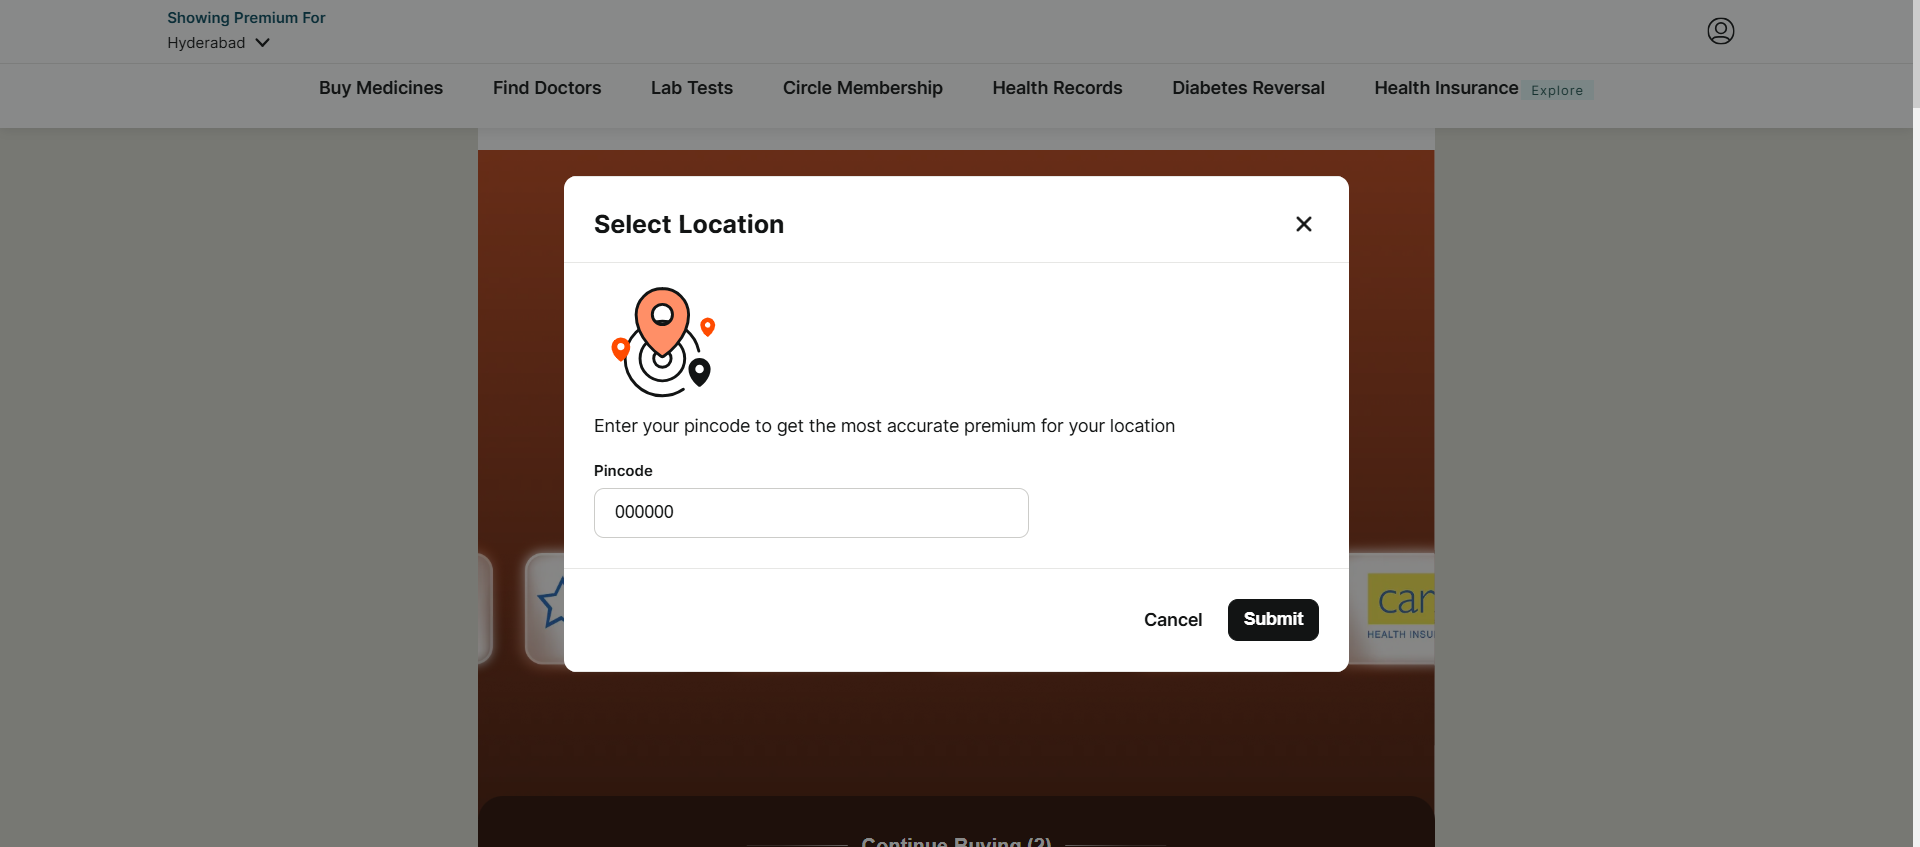 Showing Premium For
Hyderabad
Buy Medicines Find Doctors Lab Tests Circle Membership Health Records Diabetes Reversal Health Insurance Explore
Select Location
Enter your pincode to get the most accurate premium for your location
Pincode
000000
Cancel Submit
HEALTH
Continue Buying (2)